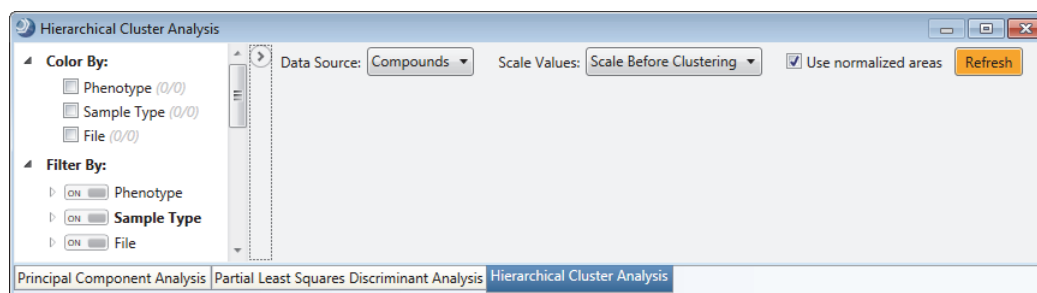 Hierarchical Cluster Analysis
Color By:
Phenotype (0/0)
Sample Type (0/0)
File (0/0)
Filter By:
ON Phenotype
ON Sample Type
ON File
Data Source: Compounds Scale Values: Scale Before Clustering Use normalized areas Refresh
Principal Component Analysis Partial Least Squares Discriminant Analysis Hierarchical Cluster Analysis